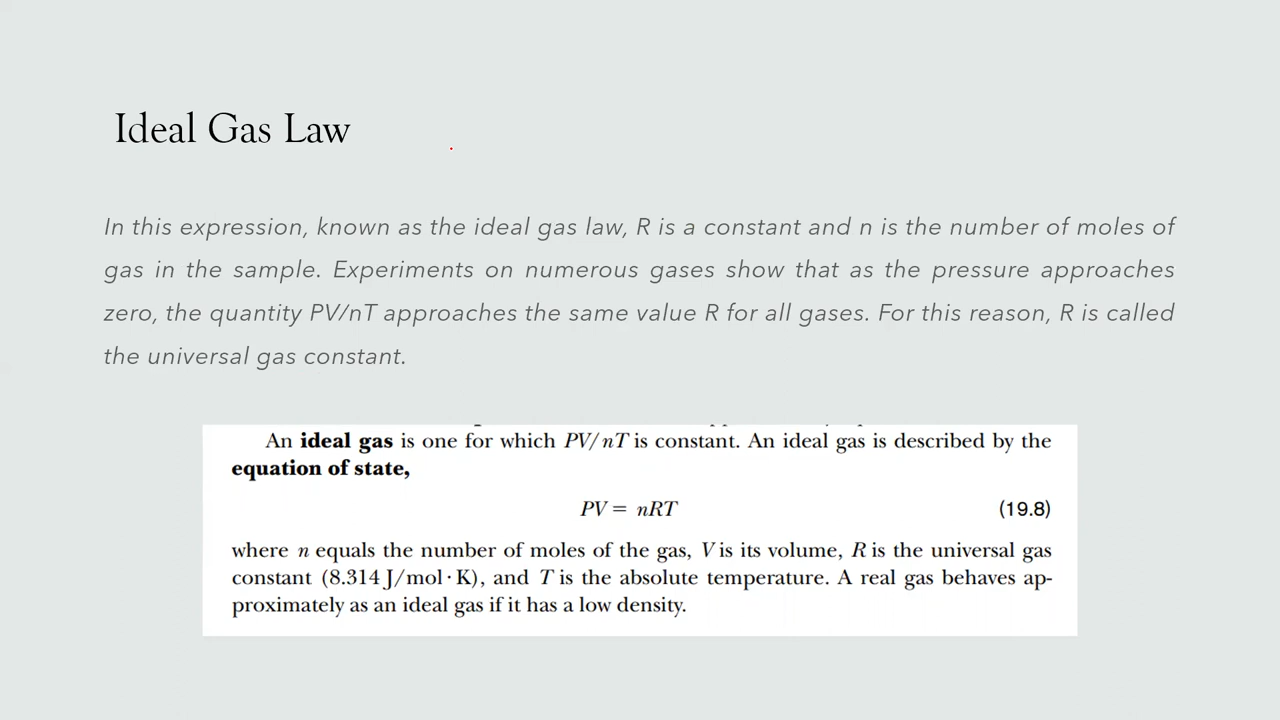 Ideal Gas Law
In this expression, known as the ideal gas law, R is a constant and n is the number of moles of
gas in the sample. Experiments on numerous gases show that as the pressure approaches
zero, the quantity PV/nT approaches the same value R for all gases. For this reason, R is called
the universal gas constant.
An ideal gas is one for which PV/nT is constant. An ideal gas is described by the
equation of state,
PV = nRT (19.8)
where n equals the number of moles of the gas, V is its volume, R is the universal gas
constant (8.314 J/mol · K), and T is the absolute temperature. A real gas behaves ap-
proximately as an ideal gas if it has a low density.